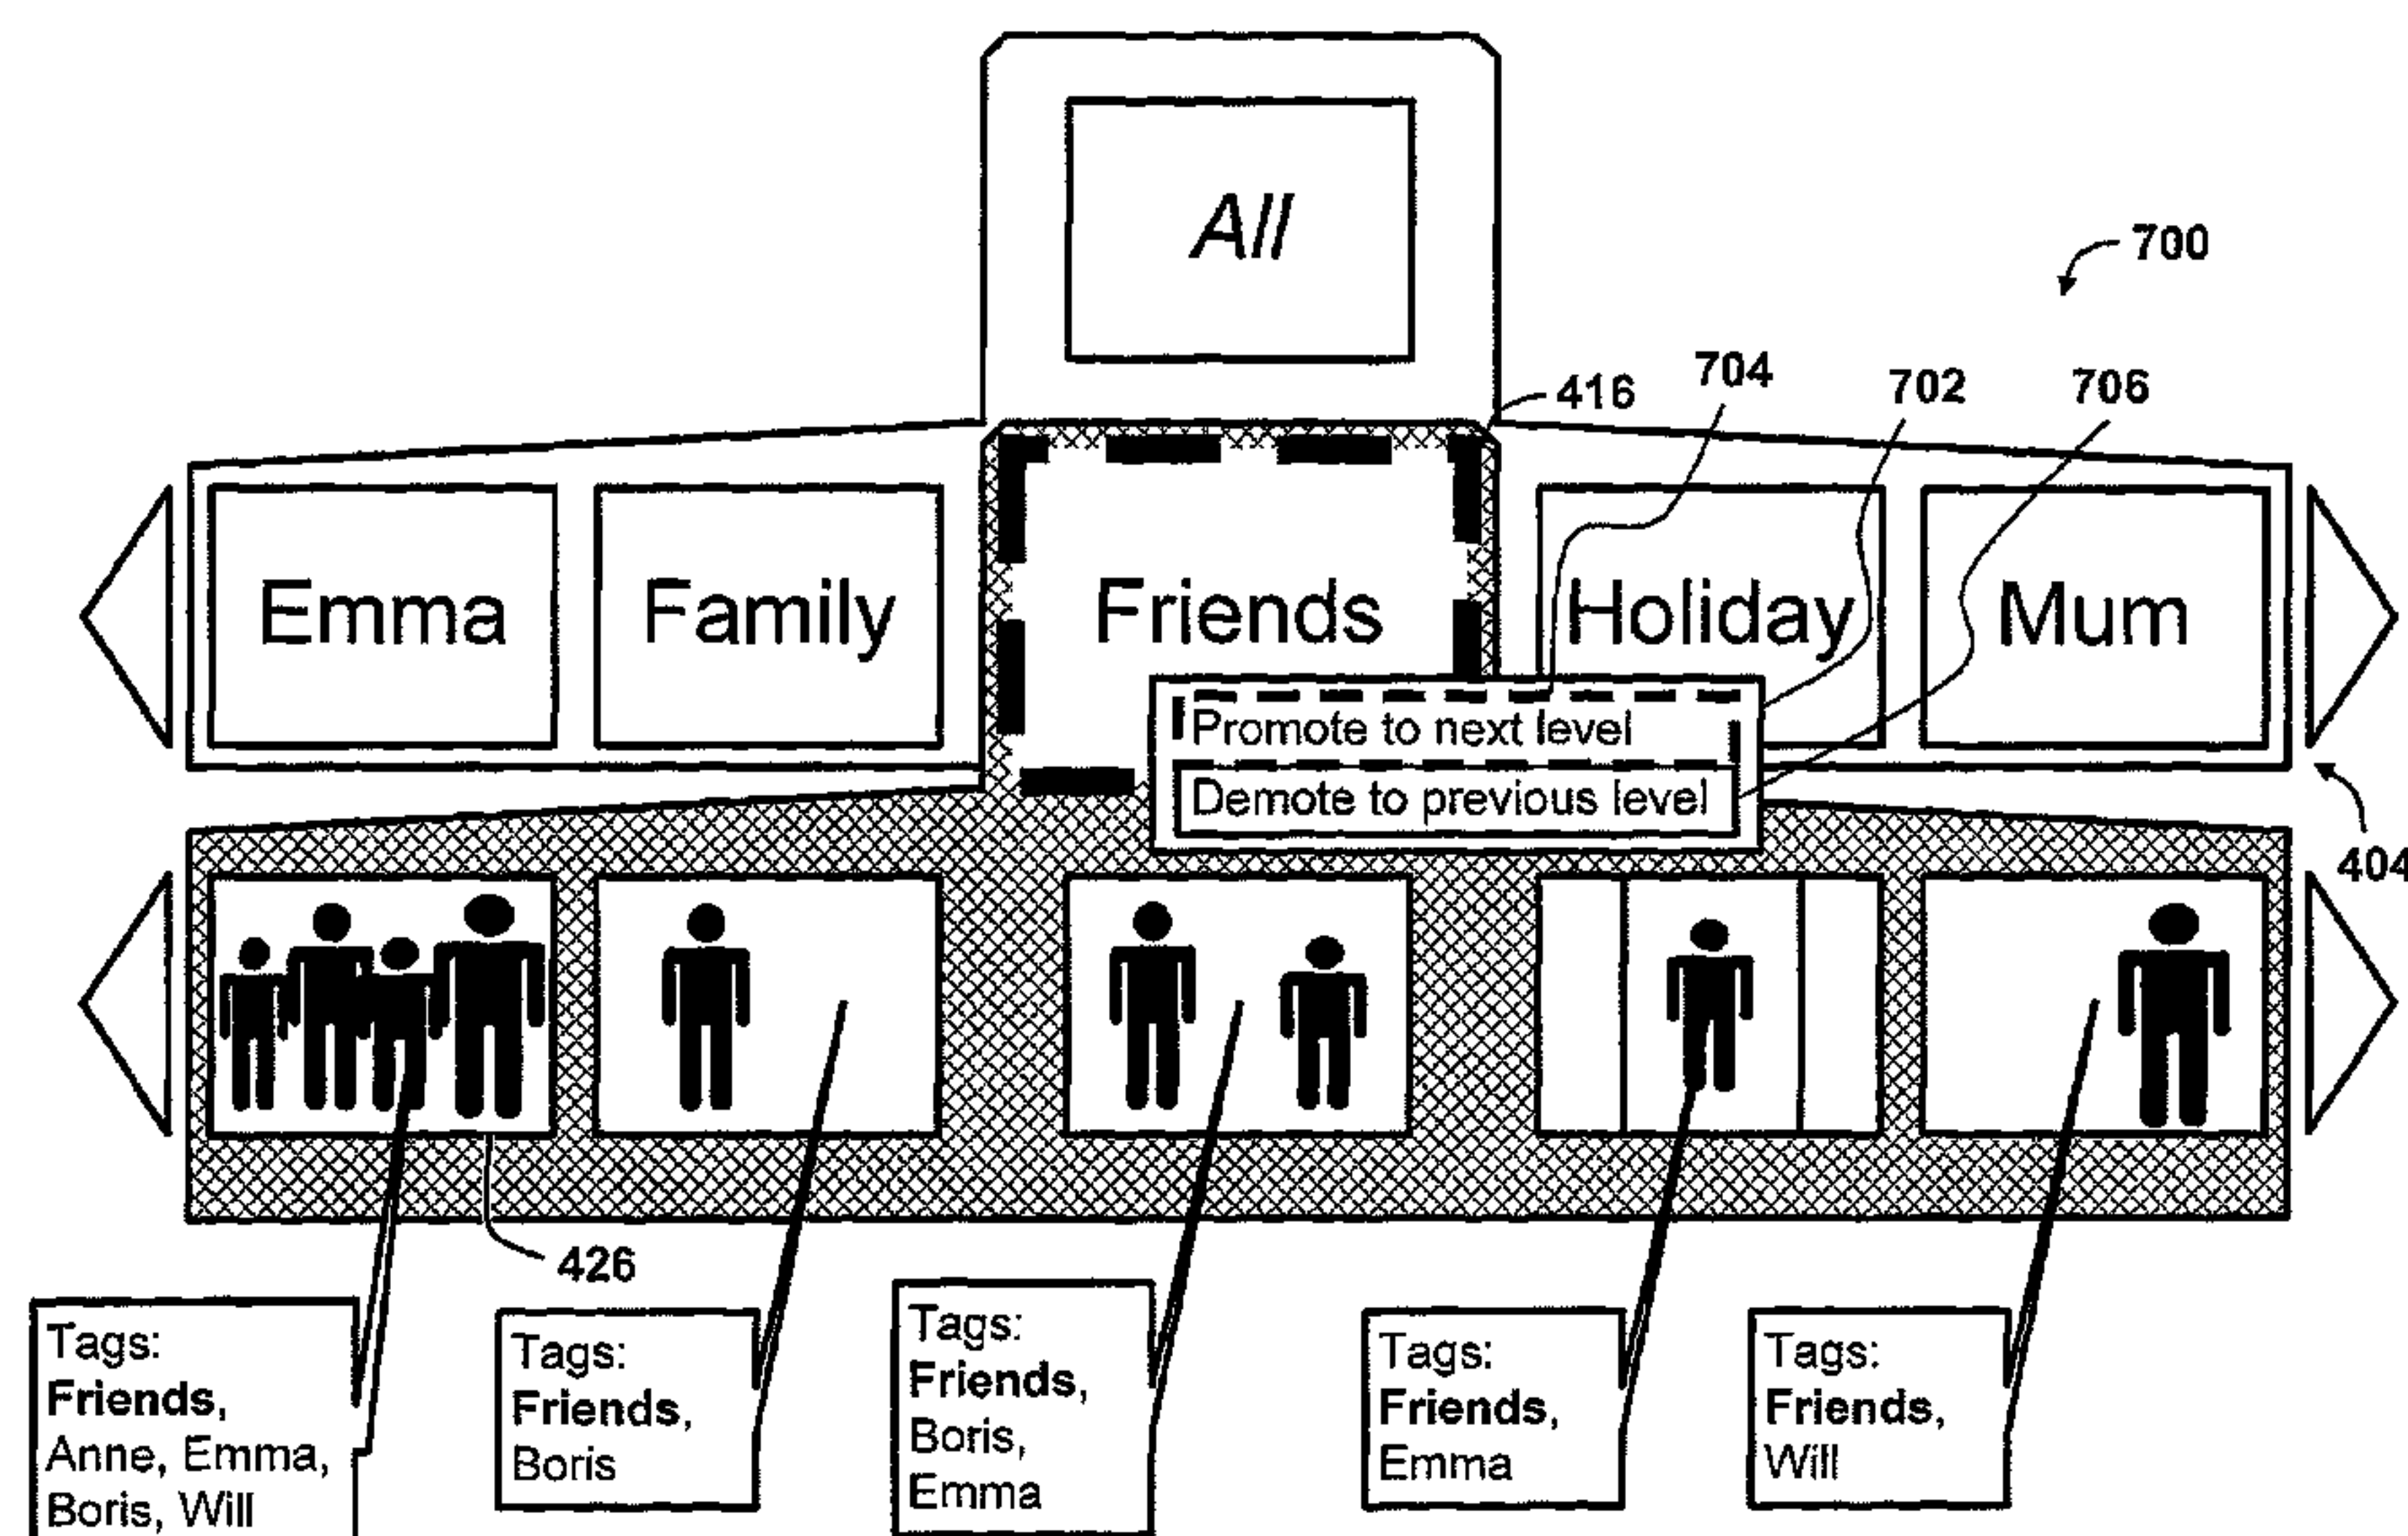 All
700
416
704
702
706
Emma
Family
Friends
Holiday
Mum
Promote to next level
Demote to previous level
404
426
Tags:
Friends,
Anne, Emma,
Boris, Will
Tags:
Friends,
Boris
Tags:
Friends,
Boris,
Emma
Tags:
Friends,
Emma
Tags:
Friends,
Will